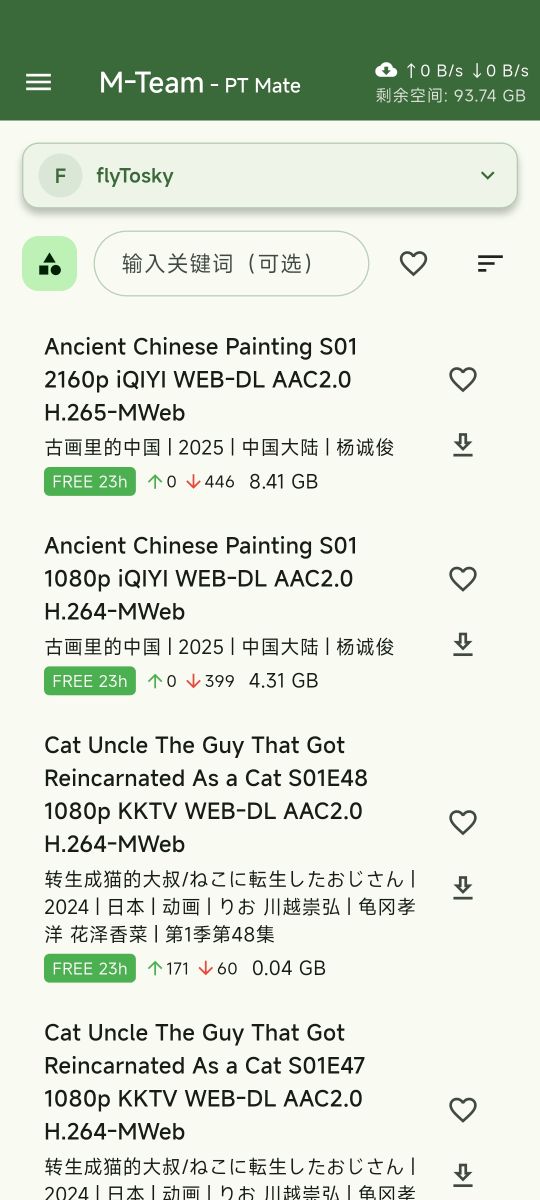 M-Team - PT Mate
↑0 B/s ↓0 B/s
剩余空间: 93.74 GB
F flyTosky
输入关键词（可选）
Ancient Chinese Painting S01
2160p iQIYI WEB-DL AAC2.0
H.265-MWeb
古画里的中国 | 2025 | 中国大陆 | 杨诚俊
FREE 23h ↑0 ↓446 8.41 GB
Ancient Chinese Painting S01
1080p iQIYI WEB-DL AAC2.0
H.264-MWeb
古画里的中国 | 2025 | 中国大陆 | 杨诚俊
FREE 23h ↑0 ↓399 4.31 GB
Cat Uncle The Guy That Got
Reincarnated As a Cat S01E48
1080p KKTV WEB-DL AAC2.0
H.264-MWeb
转生成猫的大叔/ねこに転生したおじさん |
2024 | 日本 | 动画 | りお 川越崇弘 | 龟冈孝
洋 花泽香菜 | 第1季第48集
FREE 23h ↑171 ↓60 0.04 GB
Cat Uncle The Guy That Got
Reincarnated As a Cat S01E47
1080p KKTV WEB-DL AAC2.0
H.264-MWeb
转生成猫的大叔/ねこに転生したおじさん |
2024 | 日本 | 动画 | りお 川越崇弘 | 龟冈孝